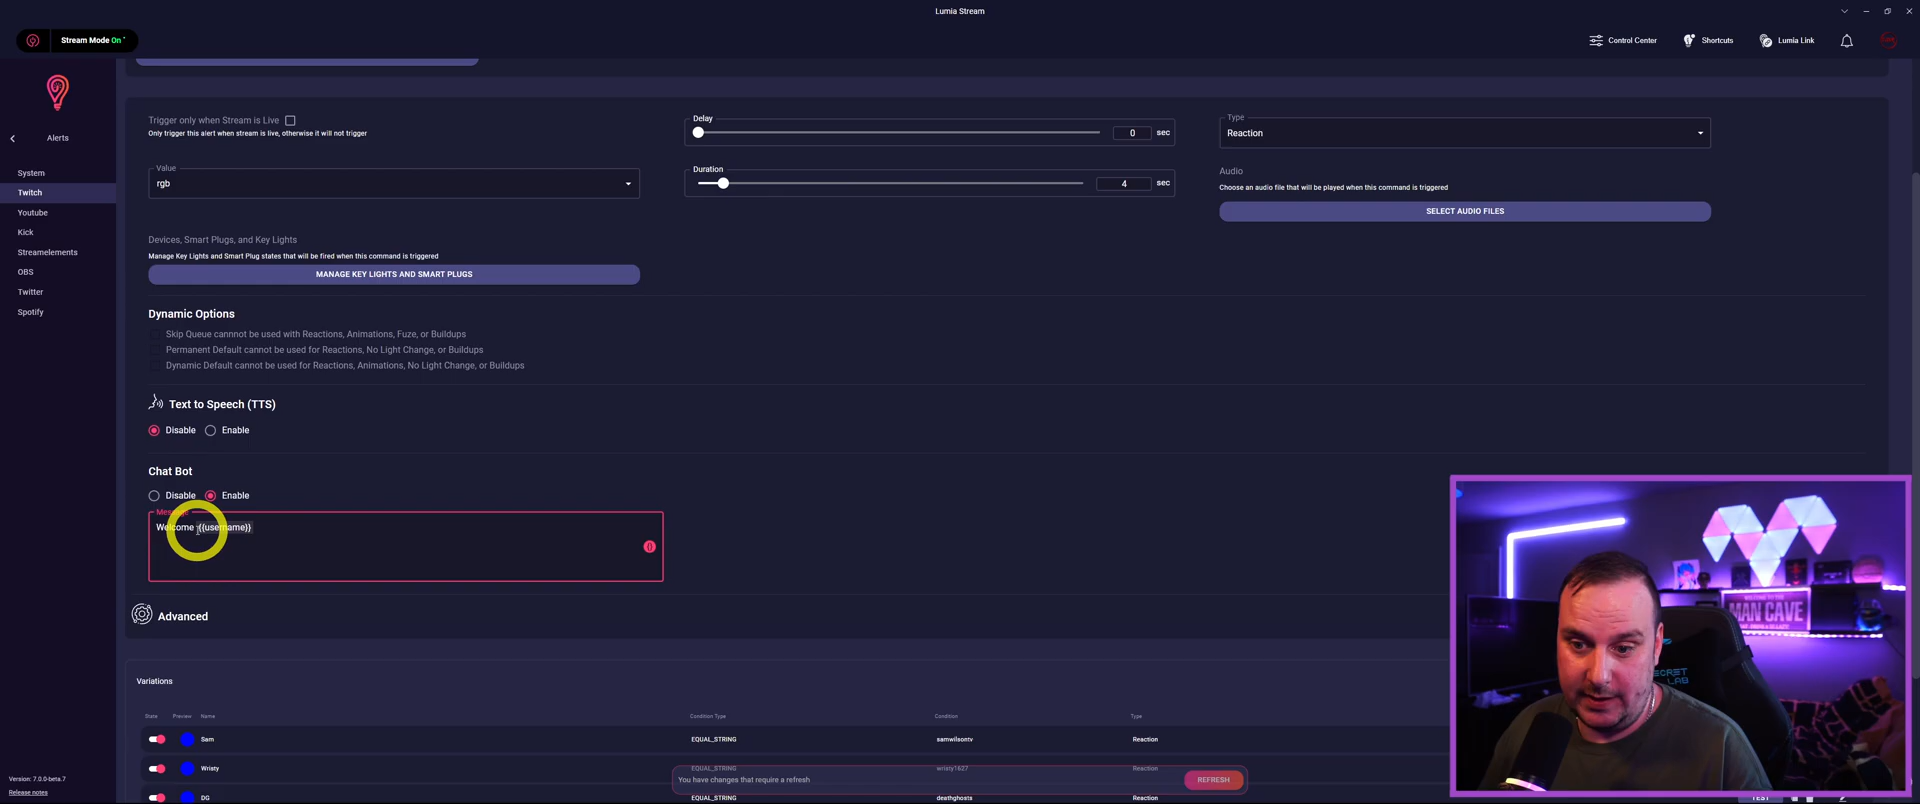 Lumia Stream
Stream Mode On
Control Center
Shortcuts
Lumia Link
Alerts
System
Twitch
Youtube
Kick
Streamelements
OBS
Twitter
Spotify
Trigger only when Stream is Live
Only trigger this alert when stream is live, otherwise it will not trigger
Delay
0 sec
Type
Reaction
Value
rgb
Duration
4 sec
Audio
Choose an audio file that will be played when this command is triggered
SELECT AUDIO FILES
Devices, Smart Plugs, and Key Lights
Manage Key Lights and Smart Plug states that will be fired when this command is triggered
MANAGE KEY LIGHTS AND SMART PLUGS
Dynamic Options
Skip Queue cannnot be used with Reactions, Animations, Fuze, or Buildups
Permanent Default cannot be used for Reactions, No Light Change, or Buildups
Dynamic Default cannot be used for Reactions, Animations, No Light Change, or Buildups
Text to Speech (TTS)
Disable Enable
Chat Bot
Disable Enable
Message
Welcome {{username}}
Advanced
Variations
State Preview Name Condition Type Condition Type
Sam EQUAL_STRING samwilsontv Reaction
Wristy EQUAL_STRING wristy1627
You have changes that require a refresh
REFRESH
DG EQUAL_STRING deathghosts Reaction
TEST
Version: 7.0.0-beta.7
Release notes
MAN CAVE
SECRET
LAB